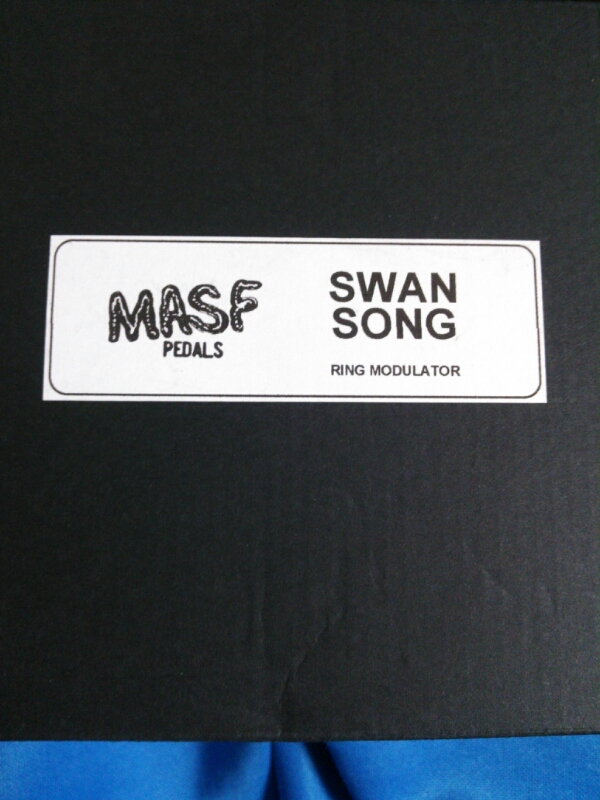 MASF
PEDALS
SWAN
SONG
RING MODULATOR